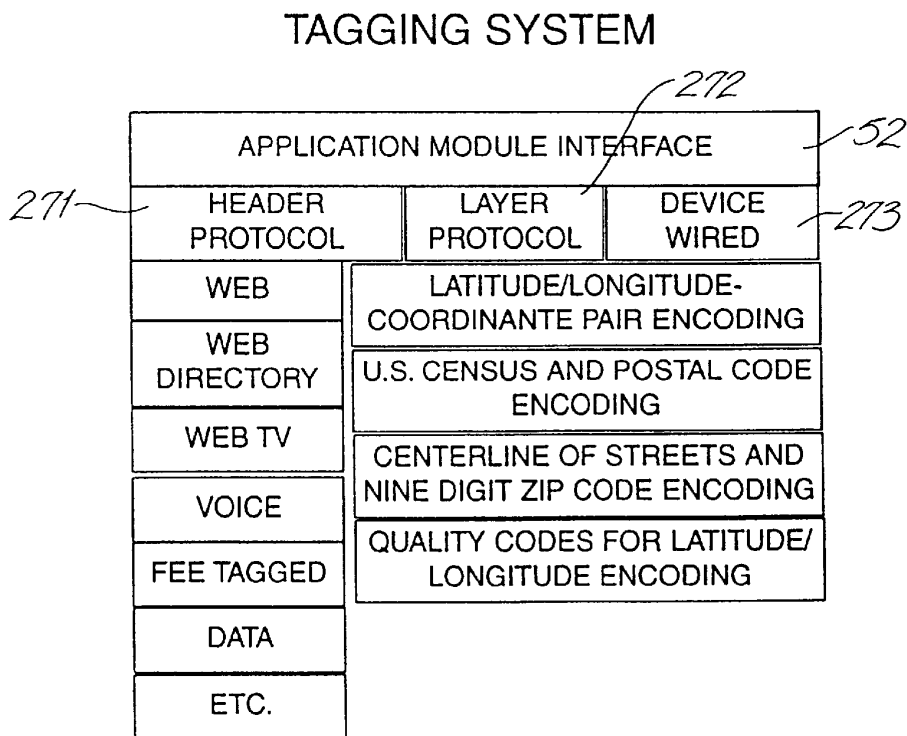 TAGGING SYSTEM
272
APPLICATION MODULE INTERFACE
52
271
HEADER
PROTOCOL
LAYER
PROTOCOL
DEVICE
WIRED
273
WEB
WEB
DIRECTORY
WEB TV
VOICE
FEE TAGGED
DATA
ETC.
LATITUDE/LONGITUDE-
COORDINANTE PAIR ENCODING
U.S. CENSUS AND POSTAL CODE
ENCODING
CENTERLINE OF STREETS AND
NINE DIGIT ZIP CODE ENCODING
QUALITY CODES FOR LATITUDE/
LONGITUDE ENCODING